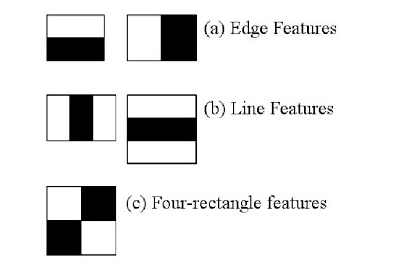 (a) Edge Features
(b) Line Features
(c) Four-rectangle features